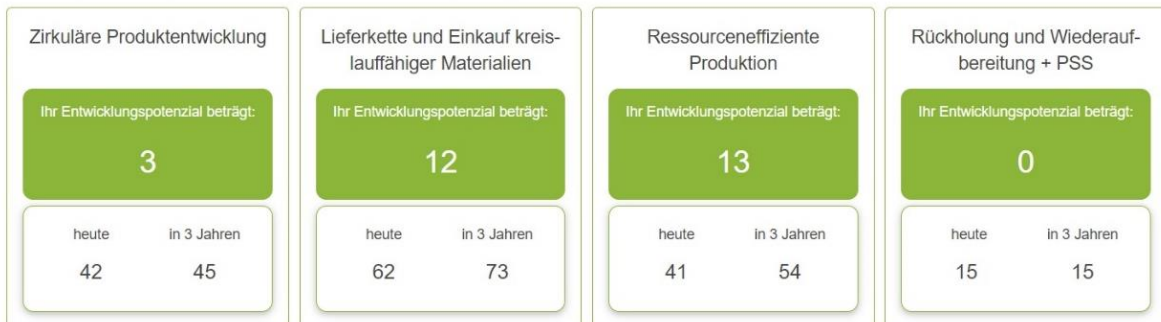 Zirkuläre Produktentwicklung
Ihr Entwicklungspotenzial beträgt:
3
heute in 3 Jahren
42 45
Lieferkette und Einkauf kreis-
lauffähiger Materialien
Ihr Entwicklungspotenzial beträgt:
12
heute in 3 Jahren
62 73
Ressourceneffiziente
Produktion
Ihr Entwicklungspotenzial beträgt:
13
heute in 3 Jahren
41 54
Rückholung und Wiederauf-
bereitung + PSS
Ihr Entwicklungspotenzial beträgt:
0
heute in 3 Jahren
15 15